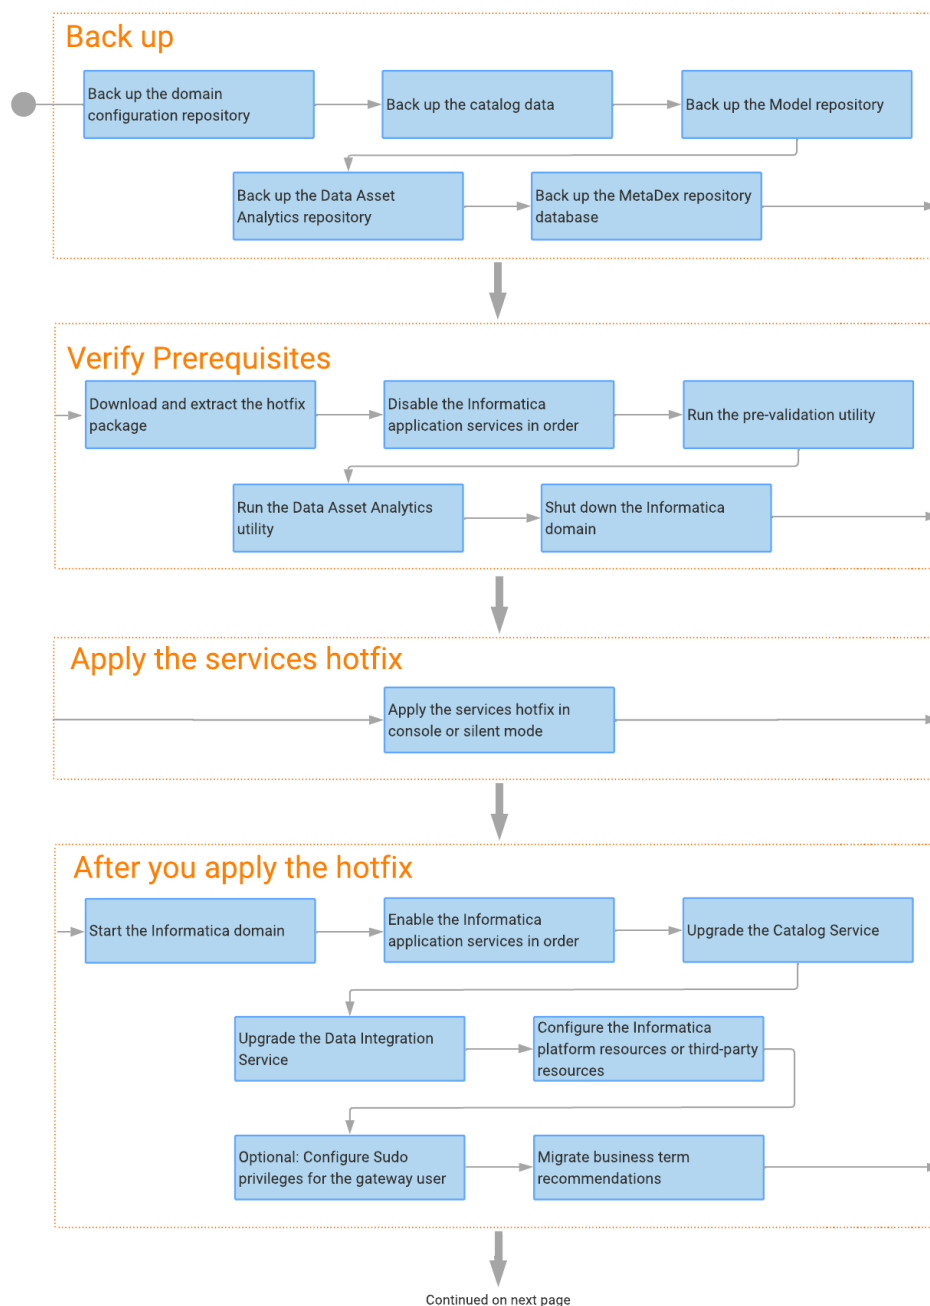 Back up
Back up the domain
configuration repository
Back up the catalog data
Back up the Model repository
Back up the Data Asset
Analytics repository
Back up the MetaDex repository
database
Verify Prerequisites
Download and extract the hotfix
package
Disable the Informatica
application services in order
Run the pre-validation utility
Run the Data Asset Analytics
utility
Shut down the Informatica
domain
Apply the services hotfix
Apply the services hotfix in
console or silent mode
After you apply the hotfix
Start the Informatica domain
Enable the Informatica
application services in order
Upgrade the Catalog Service
Upgrade the Data Integration
Service
Configure the Informatica
platform resources or third-party
resources
Optional: Configure Sudo
privileges for the gateway user
Migrate business term
recommendations
Continued on next page